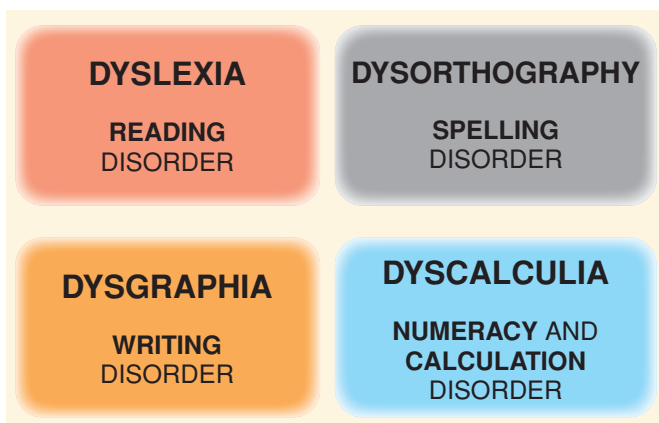 DYSLEXIA
READING
DISORDER
DYSORTHOGRAPHY
SPELLING
DISORDER
DYSGRAPHIA
WRITING
DISORDER
DYSCALCULIA
NUMERACY AND
CALCULATION
DISORDER